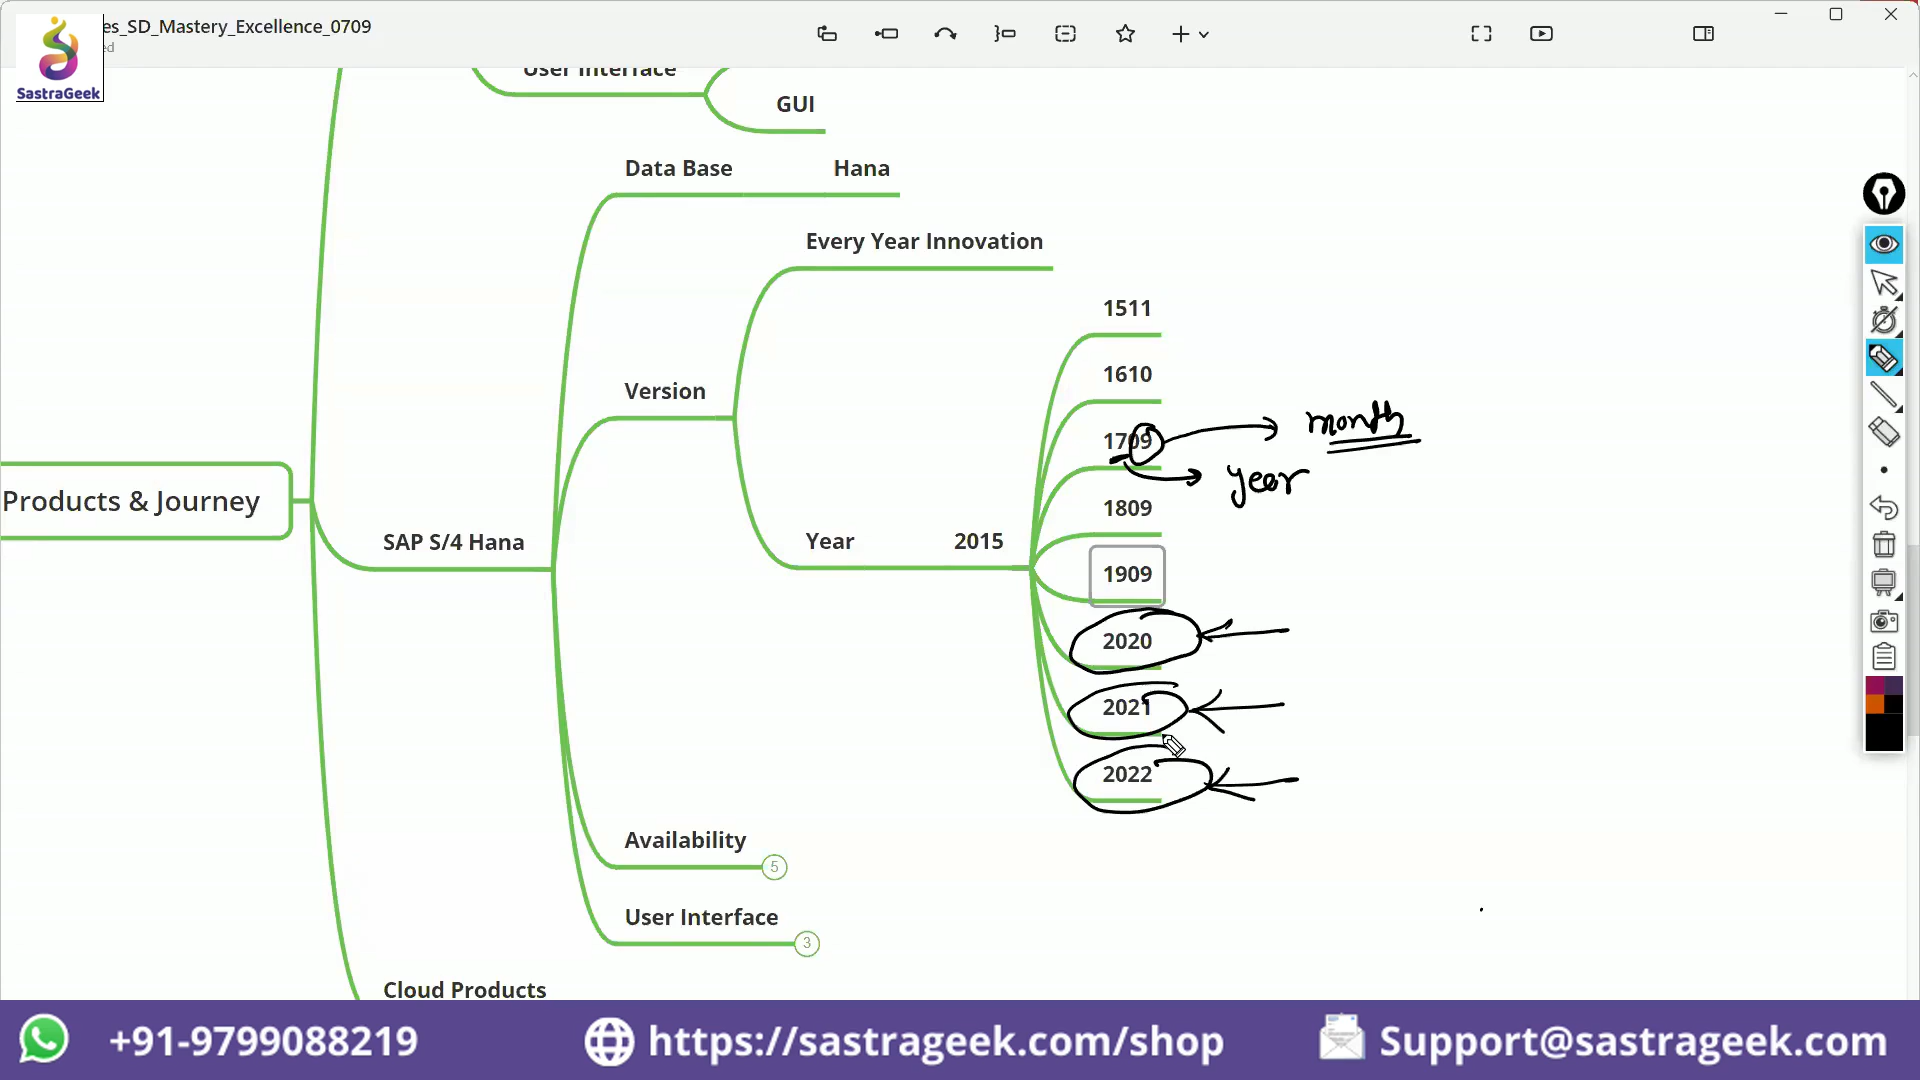 es_SD_Mastery_Excellence_0709
ed
SastraGeek
User Interface
GUI
Data Base
Hana
Every Year Innovation
1511
1610
Version
1709
month
year
1809
Products & Journey
SAP S/4 Hana
Year
2015
1909
2020
2021
2022
Availability
5
User Interface
3
Cloud Products
+91-9799088219
https://sastrageek.com/shop
Support@sastrageek.com